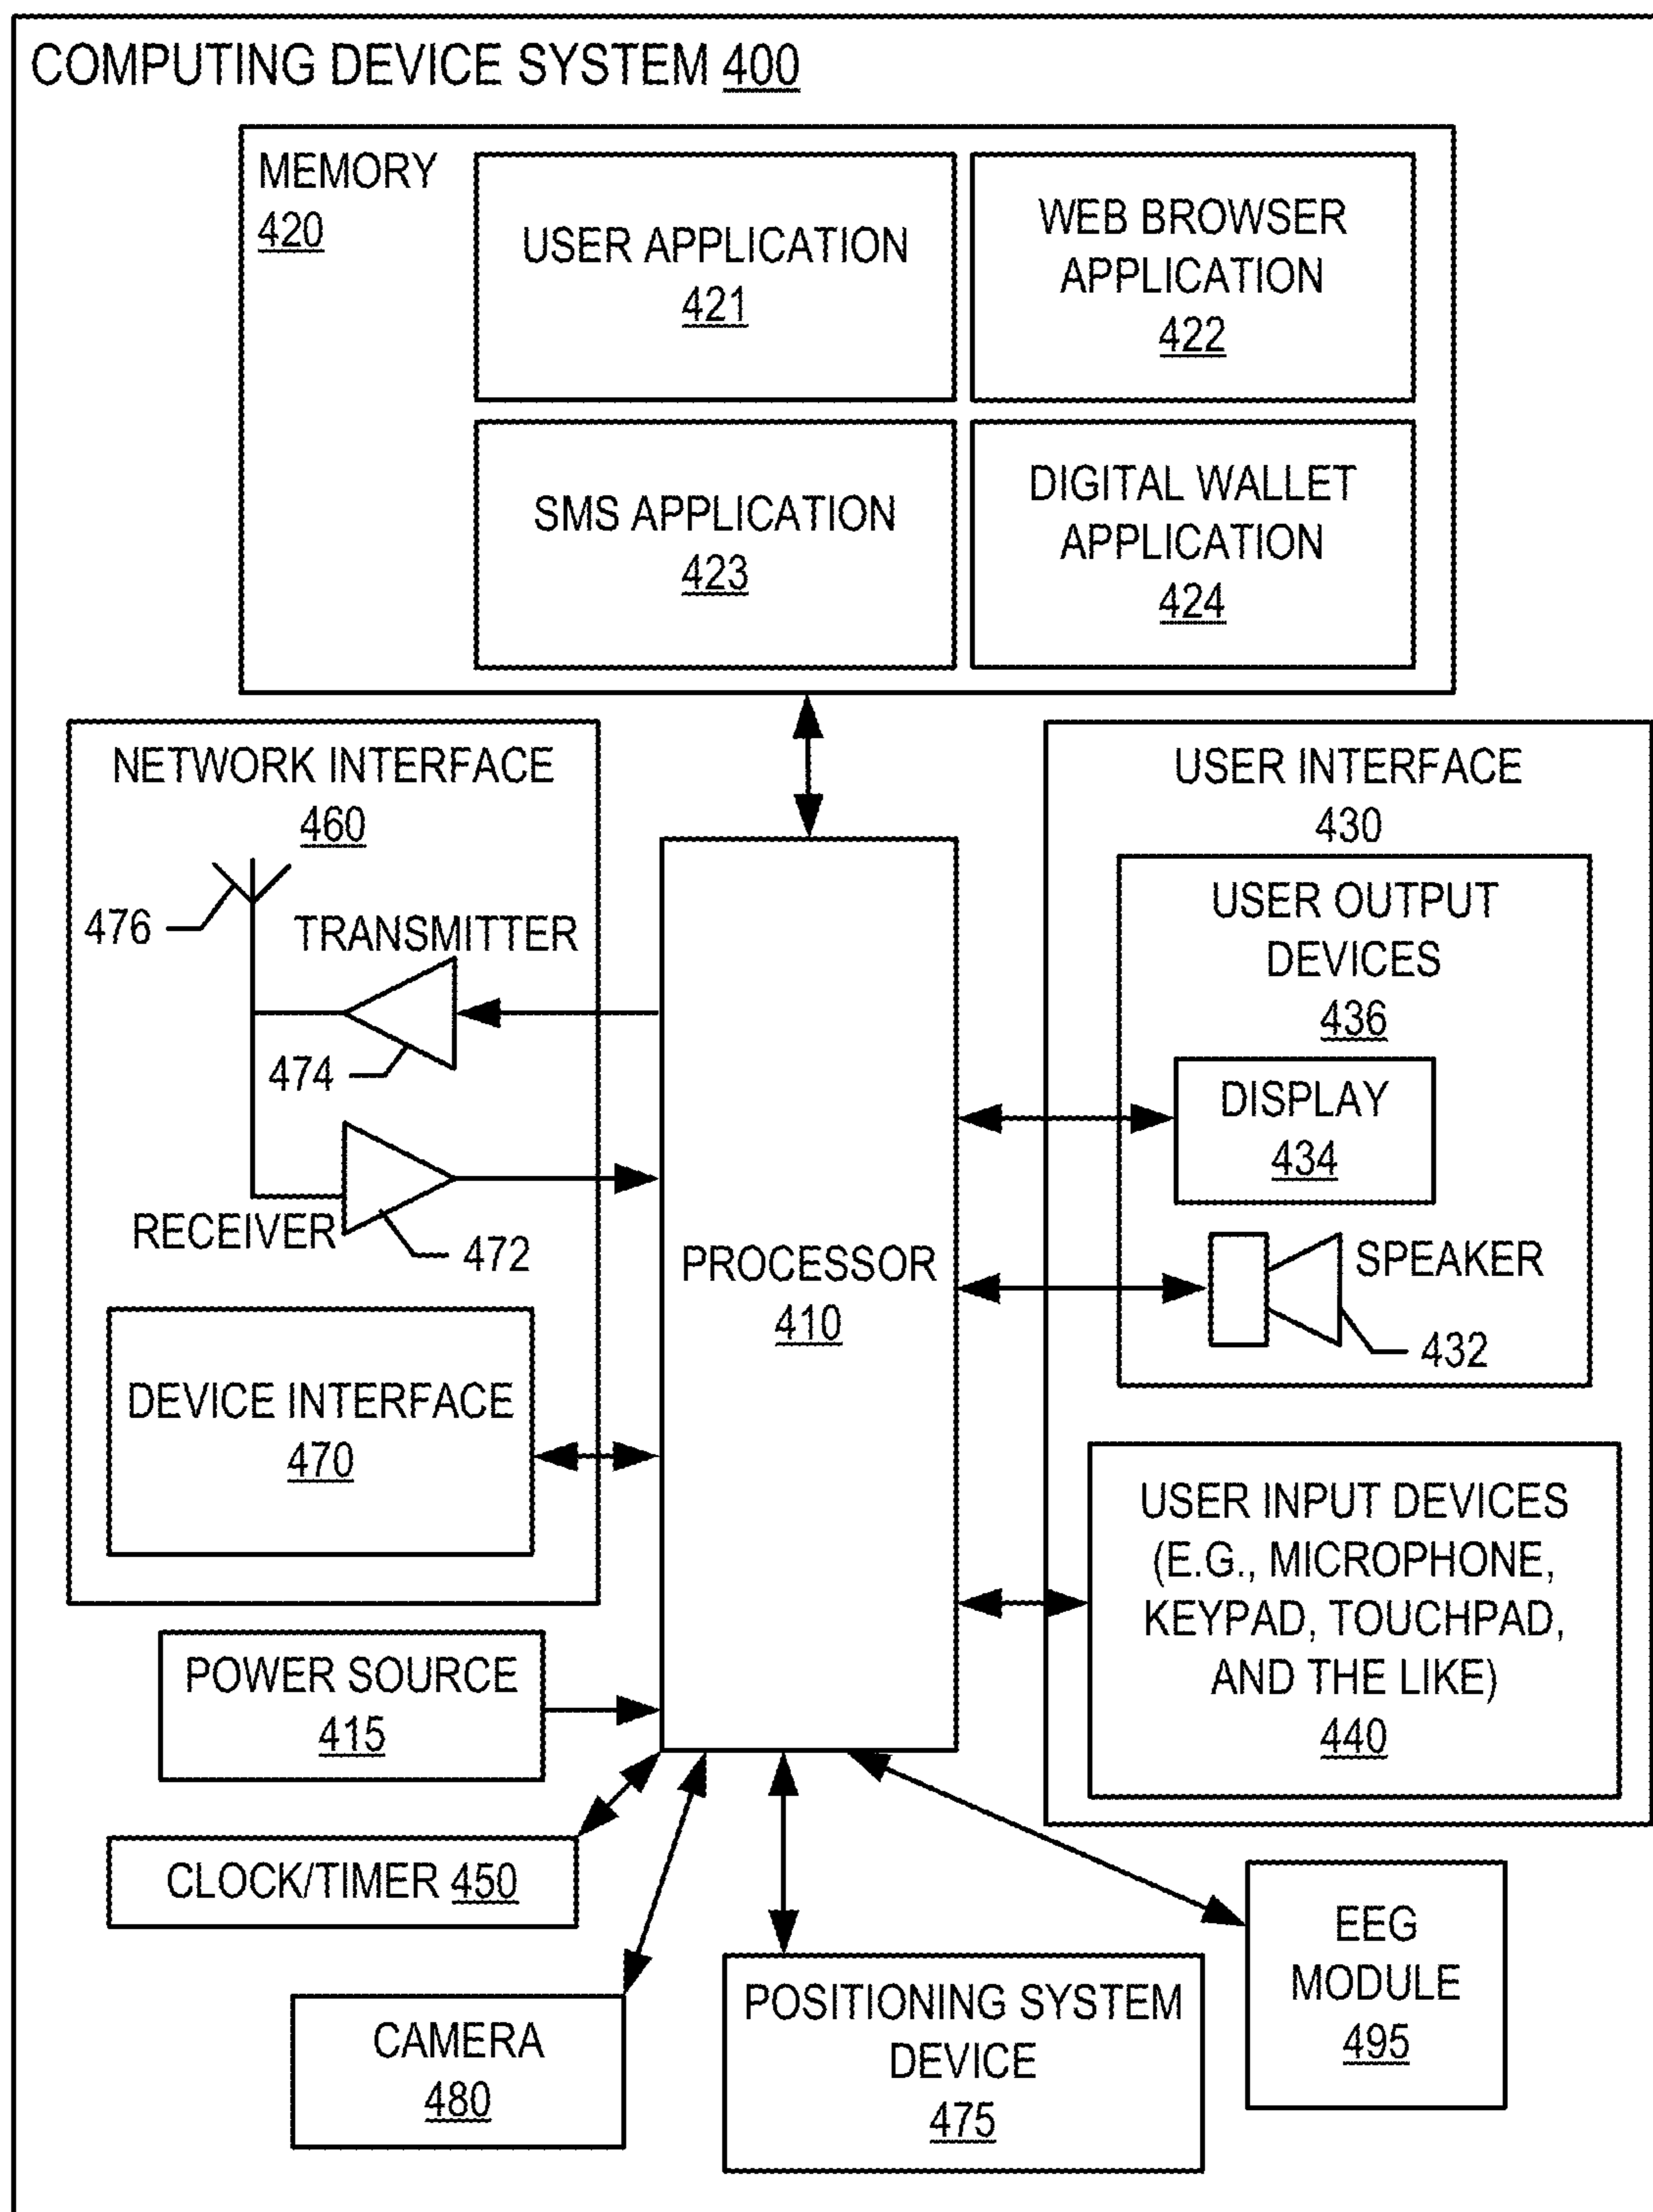 COMPUTING DEVICE SYSTEM 400
MEMORY
420
USER APPLICATION
421
WEB BROWSER
APPLICATION
422
SMS APPLICATION
423
DIGITAL WALLET
APPLICATION
424
NETWORK INTERFACE
460
476
TRANSMITTER
474
RECEIVER
472
DEVICE INTERFACE
470
PROCESSOR
410
USER INTERFACE
430
USER OUTPUT
DEVICES
436
DISPLAY
434
SPEAKER
432
USER INPUT DEVICES
(E.G., MICROPHONE,
KEYPAD, TOUCHPAD,
AND THE LIKE)
440
POWER SOURCE
415
CLOCK/TIMER 450
CAMERA
480
POSITIONING SYSTEM
DEVICE
475
EEG
MODULE
495